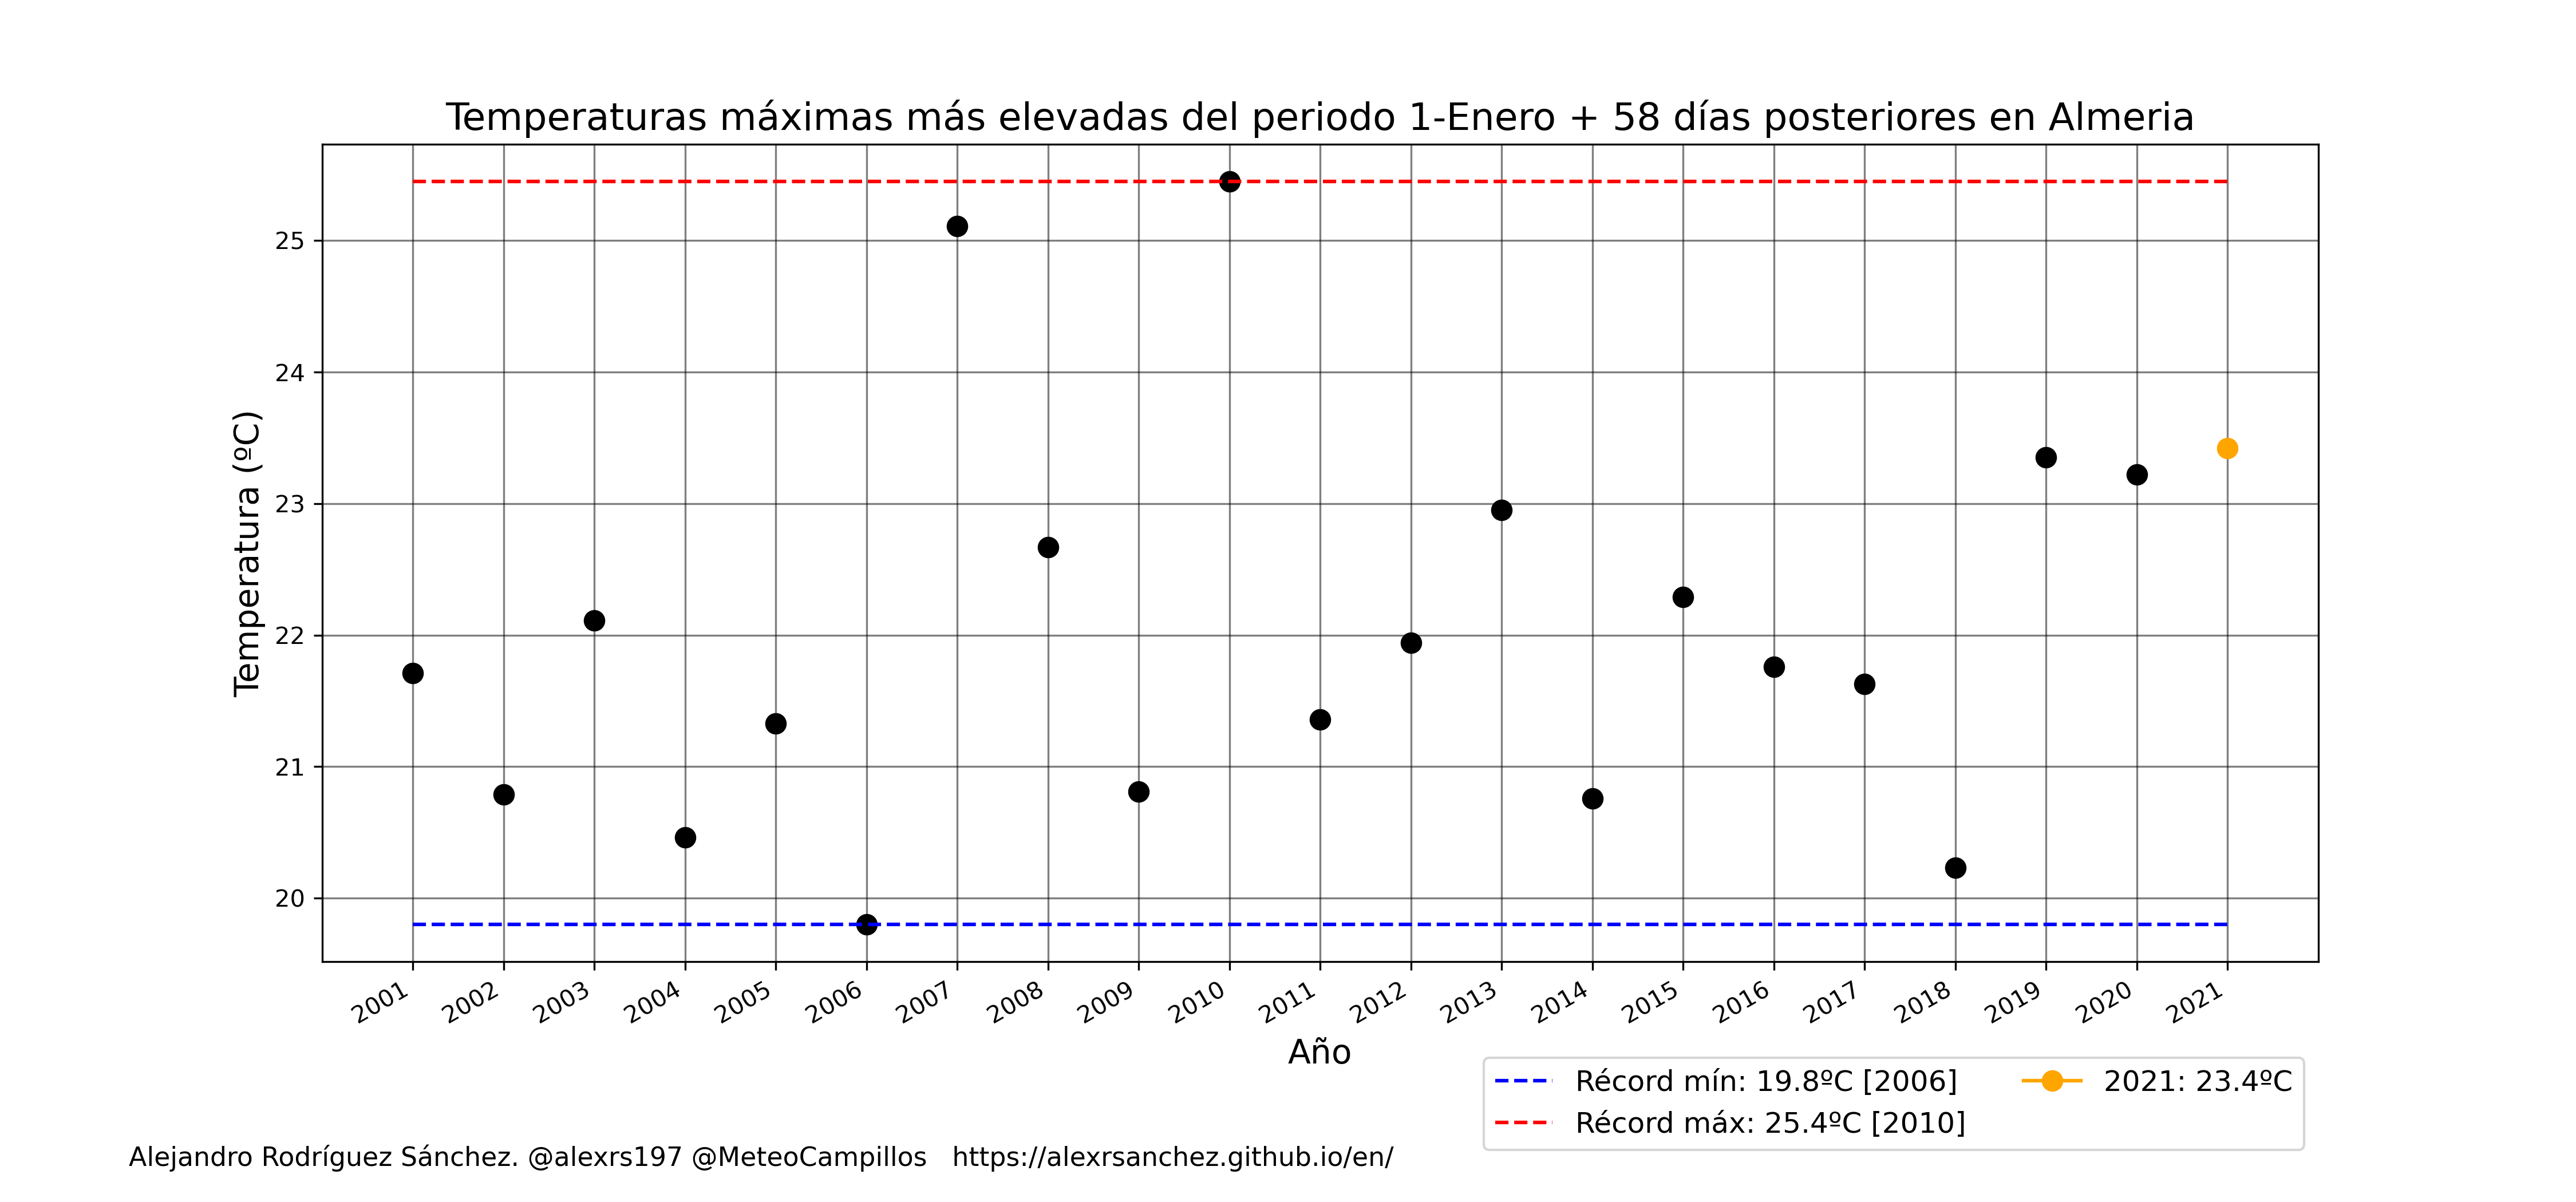 Temperaturas máximas más elevadas del periodo 1-Enero + 58 días posteriores en Almeria
Temperatura (ºC)
25
24
23
22
21
20
2001 2002 2003 2004 2005 2006 2007 2008 2009 2010 2011 2012 2013 2014 2015 2016 2017 2018 2019 2020 2021
Año
Récord mín: 19.8ºC [2006]
Récord máx: 25.4ºC [2010]
2021: 23.4ºC
Alejandro Rodríguez Sánchez. @alexrs197 @MeteoCampillos https://alexrsanchez.github.io/en/